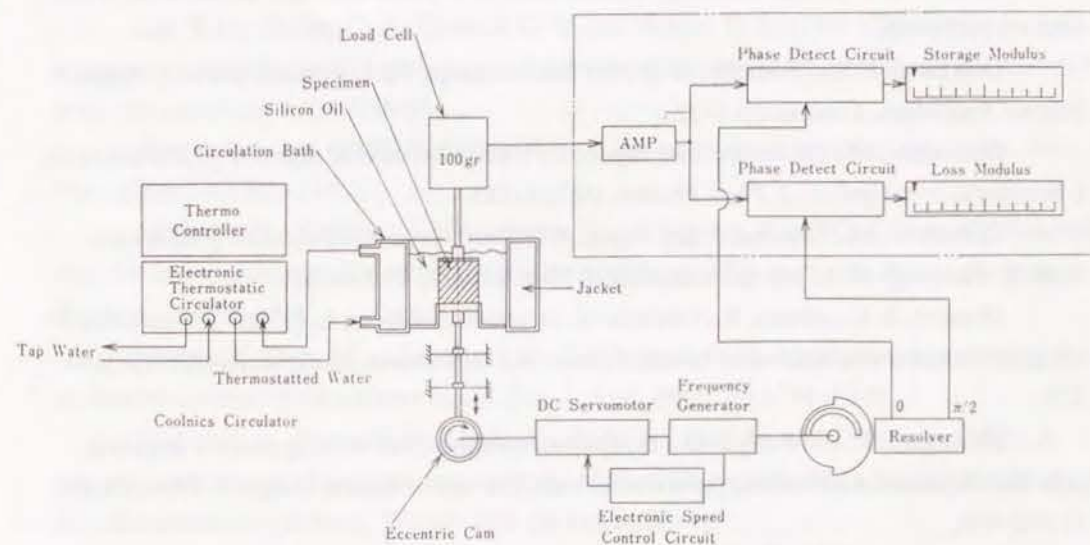 Load Cell
Specimen
Silicon Oil
Circulation Bath
100gr
Phase Detect Circuit
Storage Modulus
AMP
Phase Detect Circuit
Loss Modulus
Thermo
Controller
Electronic
Thermostatic
Circulator
Jacket
Tap Water
Thermostatted Water
Coolnics Circulator
DC Servomotor
Frequency
Generator
0
π/2
Resolver
Eccentric Cam
Electronic Speed
Control Circuit